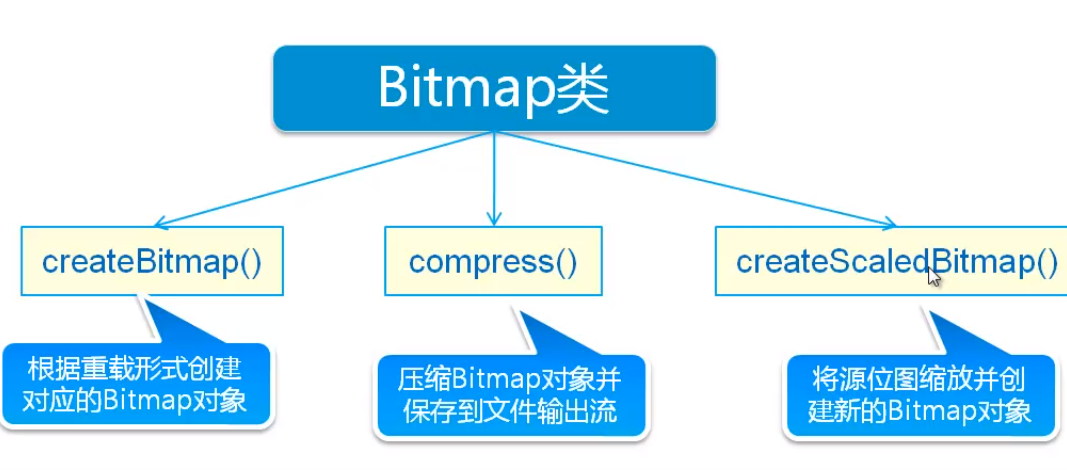 Bitmap类
createBitmap()
compress()
createScaledBitmap()
根据重载形式创建
对应的Bitmap对象
压缩Bitmap对象并
保存到文件输出流
将源位图缩放并创
建新的Bitmap对象